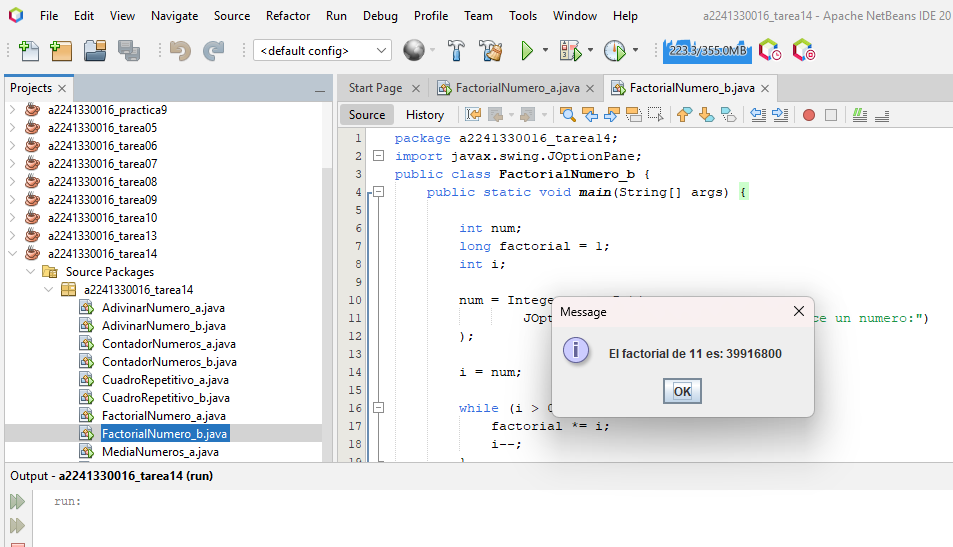 File Edit View Navigate Source Refactor Run Debug Profile Team Tools Window Help a2241330016_tarea14 - Apache NetBeans IDE 20
<default config> 223.3/355.0MB
Projects
a2241330016_practica9
a2241330016_tarea05
a2241330016_tarea06
a2241330016_tarea07
a2241330016_tarea08
a2241330016_tarea09
a2241330016_tarea10
a2241330016_tarea13
a2241330016_tarea14
Source Packages
a2241330016_tarea14
AdivinarNumero_a.java
AdivinarNumero_b.java
ContadorNumeros_a.java
ContadorNumeros_b.java
CuadroRepetitivo_a.java
CuadroRepetitivo_b.java
FactorialNumero_a.java
FactorialNumero_b.java
MediaNumeros_a.java
Start Page FactorialNumero_a.java FactorialNumero_b.java
Source History
1 package a2241330016_tarea14;
2 import javax.swing.JOptionPane;
3 public class FactorialNumero_b {
4 public static void main(String[] args) {
5
6 int num;
7 long factorial = 1;
8 int i;
9
10 num = Intege
11 JOpt ce un numero:")
12 );
13
14 i = num;
15
16 while (i > 0
17 factorial *= i;
18 i--;
19 }
Message
El factorial de 11 es: 39916800
OK
Output - a2241330016_tarea14 (run)
run: